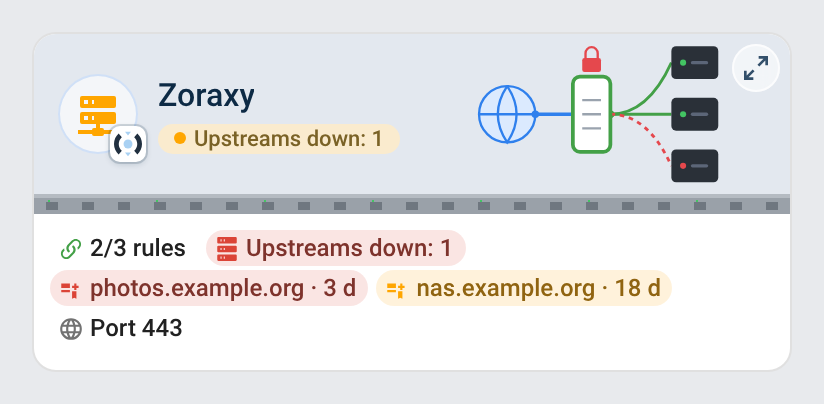 Zoraxy
Upstreams down: 1
2/3 rules Upstreams down: 1
photos.example.org · 3 d nas.example.org · 18 d
Port 443